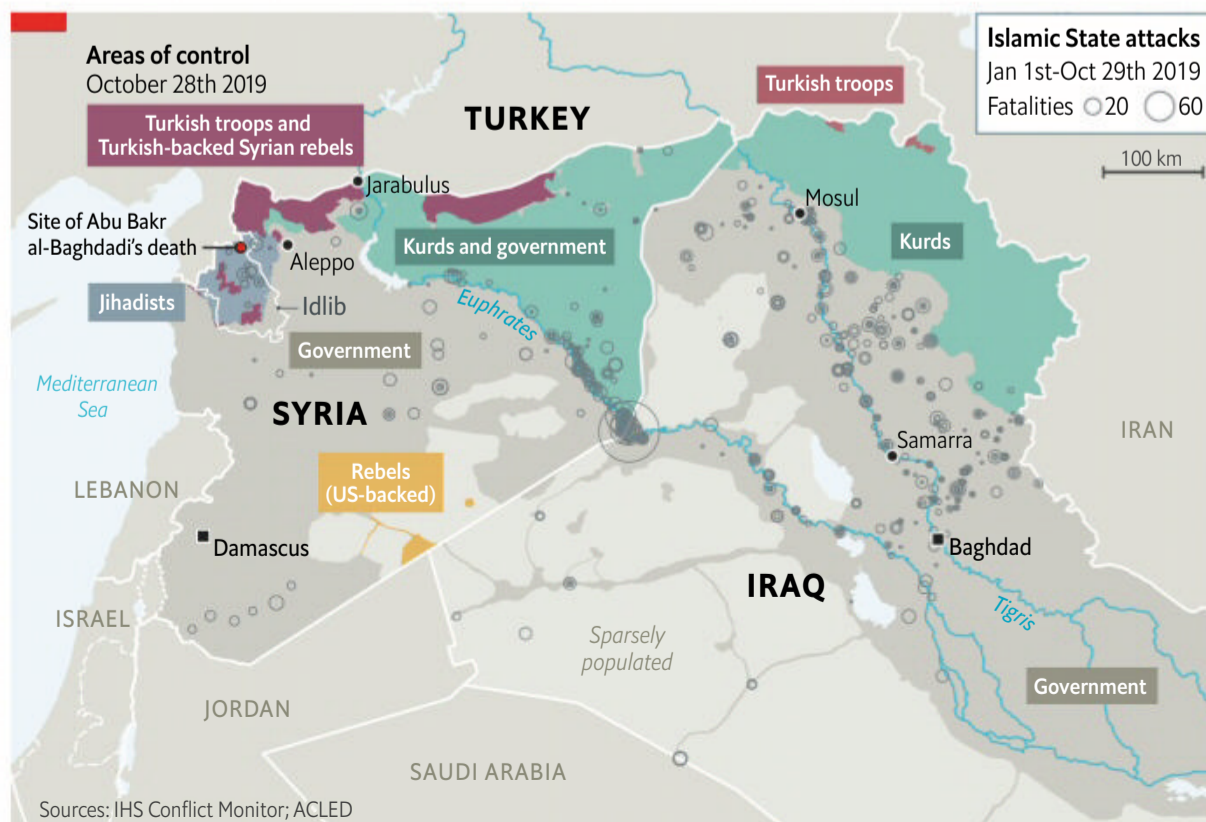 Areas of control
October 28th 2019
Islamic State attacks
Jan 1st-Oct 29th 2019
Fatalities 20 60
100 km
Turkish troops and
Turkish-backed Syrian rebels
TURKEY
Turkish troops
Jarabulus
Mosul
Site of Abu Bakr
al-Baghdadi's death
Aleppo
Kurds and government
Kurds
Jihadists
Idlib
Euphrates
Government
Mediterranean
Sea
SYRIA
Samarra
IRAN
Rebels
(US-backed)
LEBANON
Damascus
Baghdad
IRAQ
Tigris
ISRAEL
Sparsely
populated
Government
JORDAN
SAUDI ARABIA
Sources: IHS Conflict Monitor; ACLED